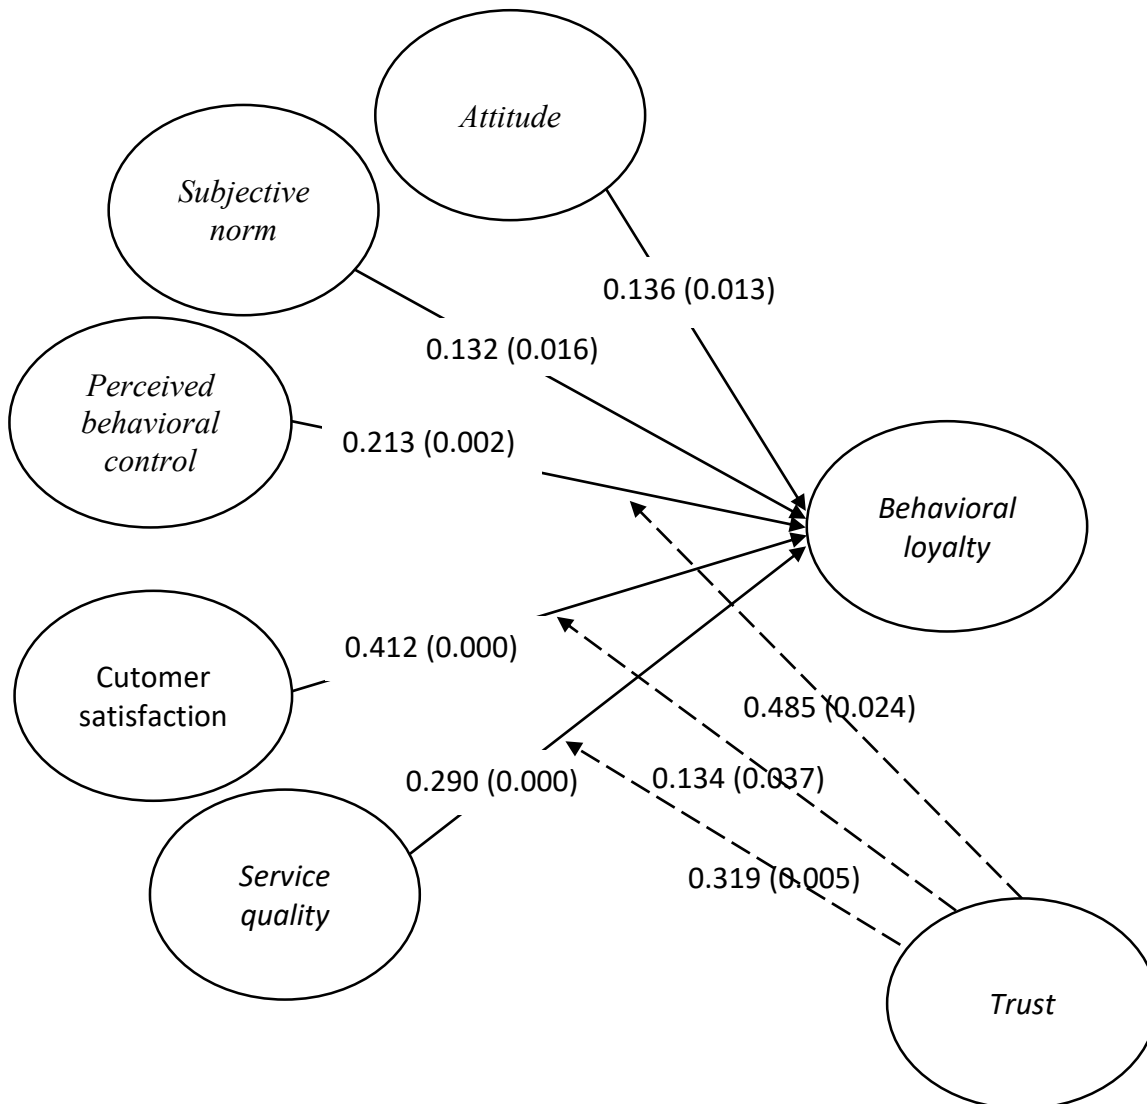 Attitude
Subjective
norm
0.136 (0.013)
0.132 (0.016)
Perceived
behavioral
control
0.213 (0.002)
Behavioral
loyalty
0.412 (0.000)
Cutomer
satisfaction
0.485 (0.024)
0.290 (0.000)
0.134 (0.037)
0.319 (0.005)
Service
quality
Trust